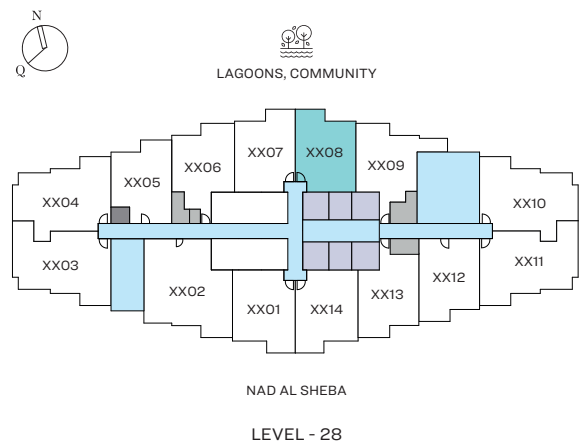 N
Q
LAGOONS, COMMUNITY
XX07
XX08
XX06
XX09
XX05
XX04
XX10
XX03
XX02
XX01
XX14
XX13
XX12
XX11
NAD AL SHEBA
LEVEL - 28